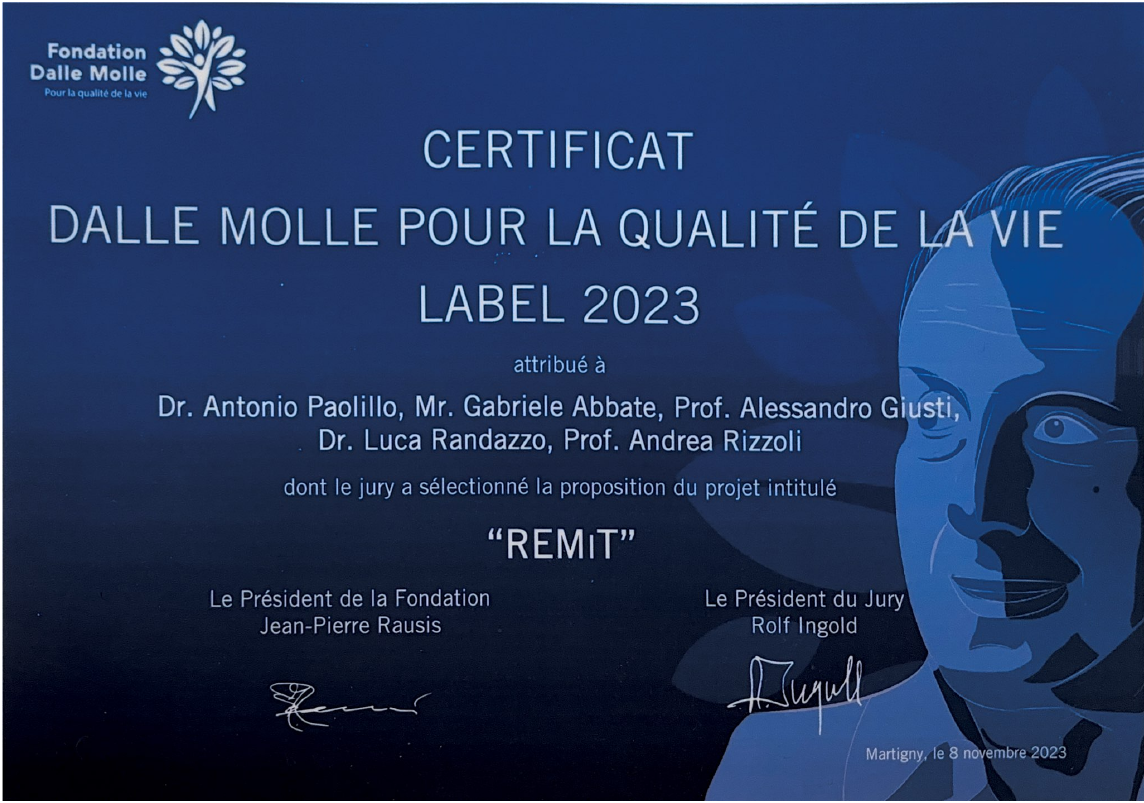 Fondation
Dalle Molle
Pour la qualité de la vie
CERTIFICAT
DALLE MOLLE POUR LA QUALITÉ DE LA VIE
LABEL 2023
attribué à
Dr. Antonio Paolillo, Mr. Gabriele Abbate, Prof. Alessandro Giusti,
Dr. Luca Randazzo, Prof. Andrea Rizzoli
dont le jury a sélectionné la proposition du projet intitulé
“REMiT”
Le Président de la Fondation
Jean-Pierre Rausis
Le Président du Jury
Rolf Ingold
Martigny, le 8 novembre 2023